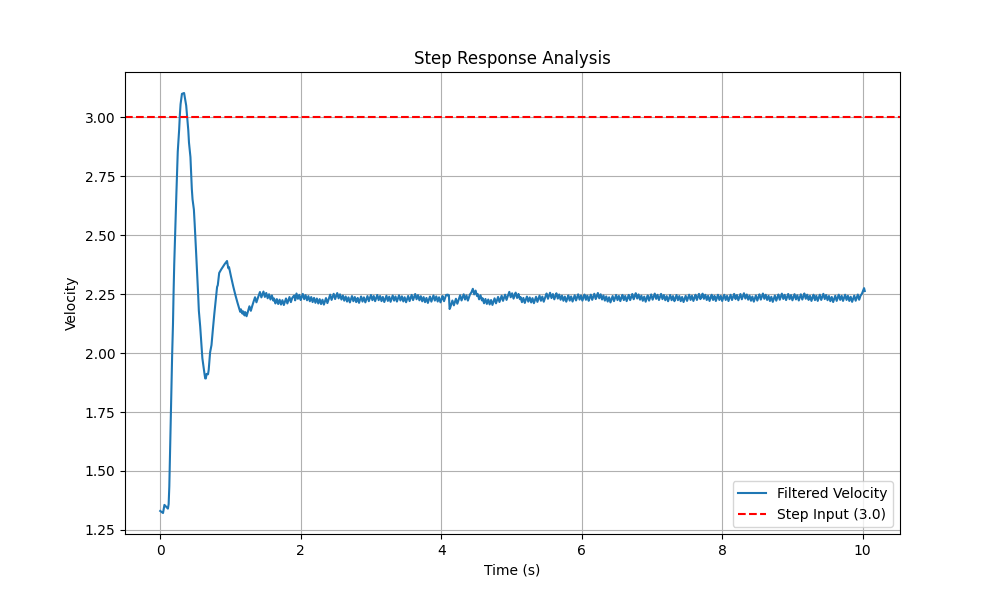 Step Response Analysis
Velocity
3.00
2.75
2.50
2.25
2.00
1.75
1.50
1.25
Filtered Velocity
Step Input (3.0)
0 2 4 6 8 10
Time (s)